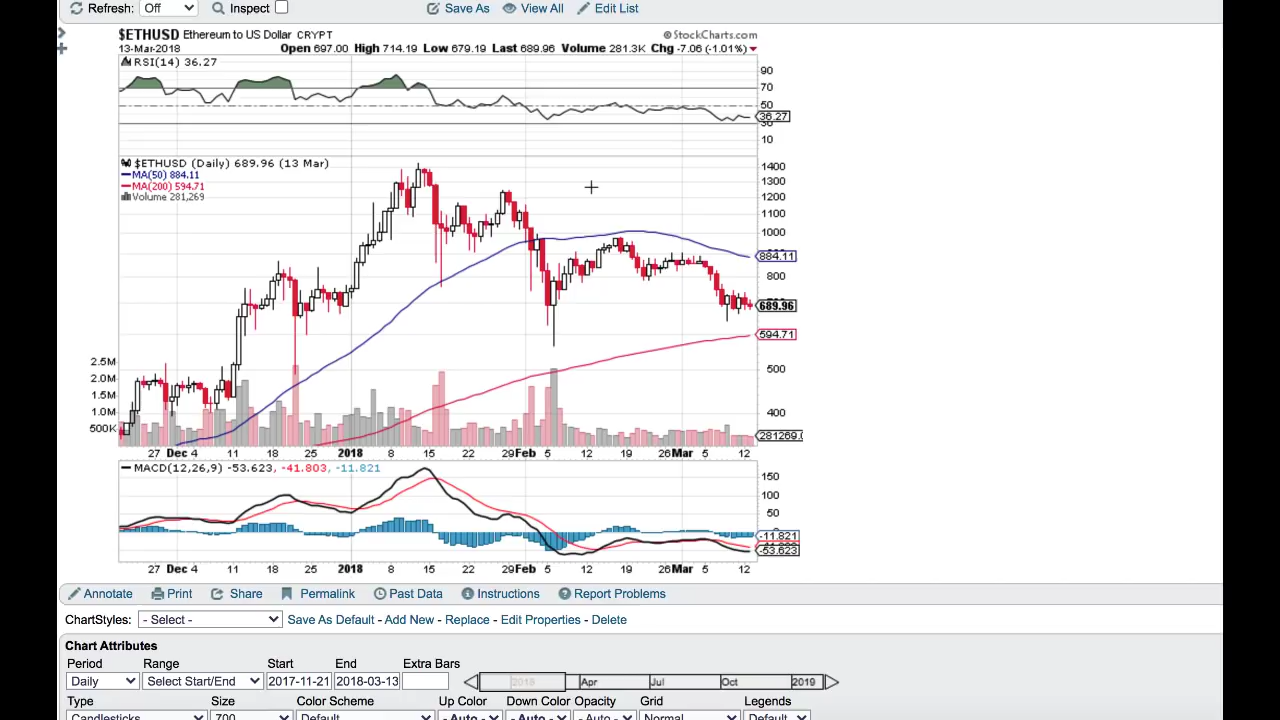 Refresh: Off Inspect Save As View All Edit List
$ETHUSD Ethereum to US Dollar CRYPT @StockCharts.com
13-Mar-2018 Open 697.00 High 714.19 Low 679.19 Last 689.96 Volume 281.3K Chg -7.06 (-1.01%)
RSI(14) 36.27
90
70
50
36.27
30
10
$ETHUSD (Daily) 689.96 (13 Mar)
MA(50) 884.11
MA(200) 594.71
Volume 281,269
1400
1300
1200
1100
1000
884.11
800
689.96
594.71
500
400
2.5M
2.0M
1.5M
1.0M
500K
281269.0
27 Dec 4 11 18 25 2018 8 15 22 29 Feb 5 12 19 26 Mar 5 12
MACD(12,26,9) -53.623, -41.803, -11.821
150
100
50
-11.821
-53.623
27 Dec 4 11 18 25 2018 8 15 22 29 Feb 5 12 19 26 Mar 5 12
Annotate Print Share Permalink Past Data Instructions Report Problems
ChartStyles: - Select - Save As Default - Add New - Replace - Edit Properties - Delete
Chart Attributes
Period Range Start End Extra Bars
Daily Select Start/End 2017-11-21 2018-03-13 2018 Apr Jul Oct 2019
Type Size Color Scheme Up Color Down Color Opacity Grid Legends
Candlesticks 700 Default - Auto - - Auto - - Auto - Normal Default